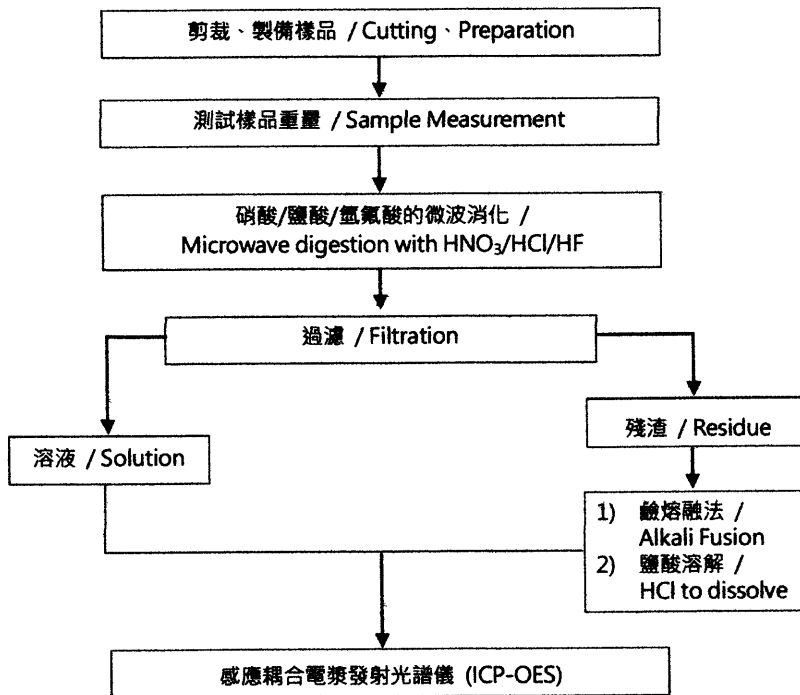 剪裁、製備樣品 / Cutting、Preparation
測試樣品重量 / Sample Measurement
硝酸/鹽酸/氫氟酸的微波消化 /
Microwave digestion with HNO₃/HCl/HF
過濾 / Filtration
溶液 / Solution
殘渣 / Residue
1) 鹼熔融法 /
Alkali Fusion
2) 鹽酸溶解 /
HCl to dissolve
感應耦合電漿發射光譜儀 (ICP-OES)